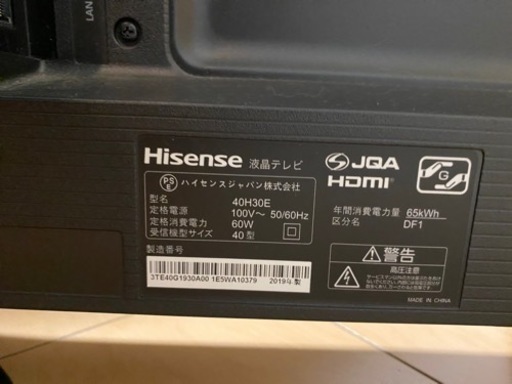 LAN
Hisense 液晶テレビ
PS
E
ハイセンスジャパン株式会社
型名 40H30E
定格電源 100V～ 50/60Hz
定格消費電力 60W
受信機型サイズ 40型
製造番号
3TE40G1930A00 1E5WA10379 2019年製
JQA
HDMI
G
年間消費電力量 65kWh
区分名 DF1
警告
高圧注意
MADE IN CHINA